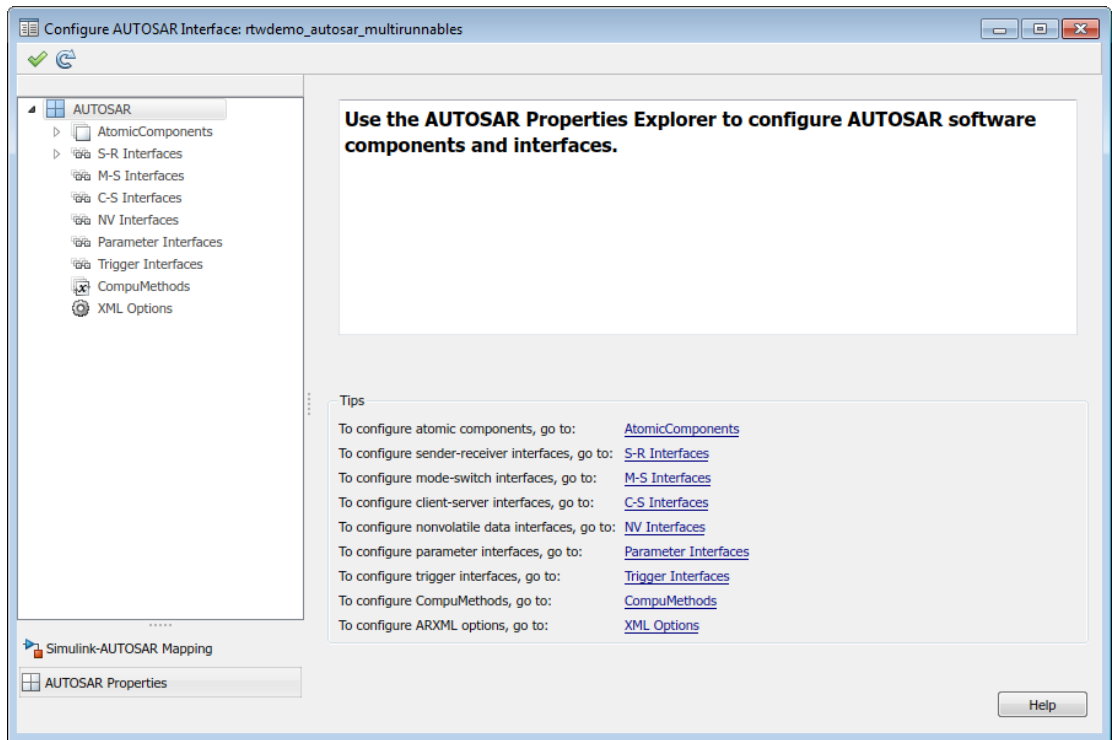 Configure AUTOSAR Interface: rtwdemo_autosar_multirunnables
AUTOSAR
AtomicComponents
S-R Interfaces
M-S Interfaces
C-S Interfaces
NV Interfaces
Parameter Interfaces
Trigger Interfaces
CompuMethods
XML Options
Simulink-AUTOSAR Mapping
AUTOSAR Properties
Use the AUTOSAR Properties Explorer to configure AUTOSAR software
components and interfaces.
Tips
To configure atomic components, go to: AtomicComponents
To configure sender-receiver interfaces, go to: S-R Interfaces
To configure mode-switch interfaces, go to: M-S Interfaces
To configure client-server interfaces, go to: C-S Interfaces
To configure nonvolatile data interfaces, go to: NV Interfaces
To configure parameter interfaces, go to: Parameter Interfaces
To configure trigger interfaces, go to: Trigger Interfaces
To configure CompuMethods, go to: CompuMethods
To configure ARXML options, go to: XML Options
Help